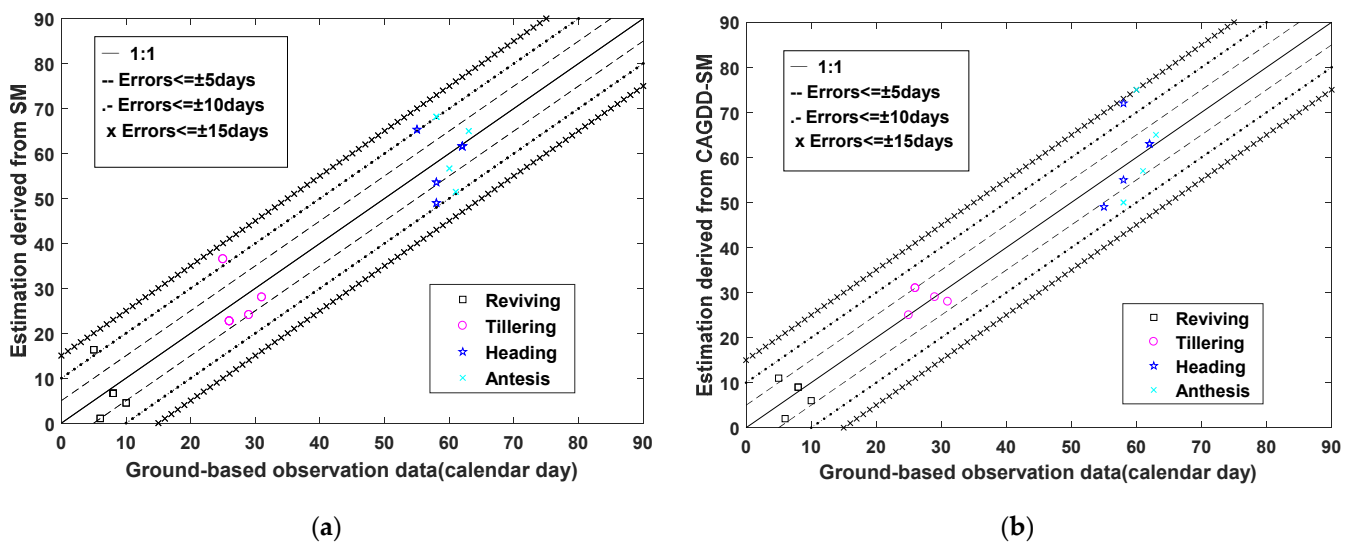 Estimation derived from SM
90
80
70
60
50
40
30
20
10
0
1:1
-- Errors<=±5days
.- Errors<=±10days
x Errors<=±15days
Reviving
Tillering
Heading
Antesis
0 10 20 30 40 50 60 70 80 90
Ground-based observation data(calendar day)
(a)
Estimation derived from CAGDD-SM
90
80
70
60
50
40
30
20
10
0
1:1
-- Errors<=±5days
.- Errors<=±10days
x Errors<=±15days
Reviving
Tillering
Heading
Anthesis
0 10 20 30 40 50 60 70 80 90
Ground-based observation data(calendar day)
(b)